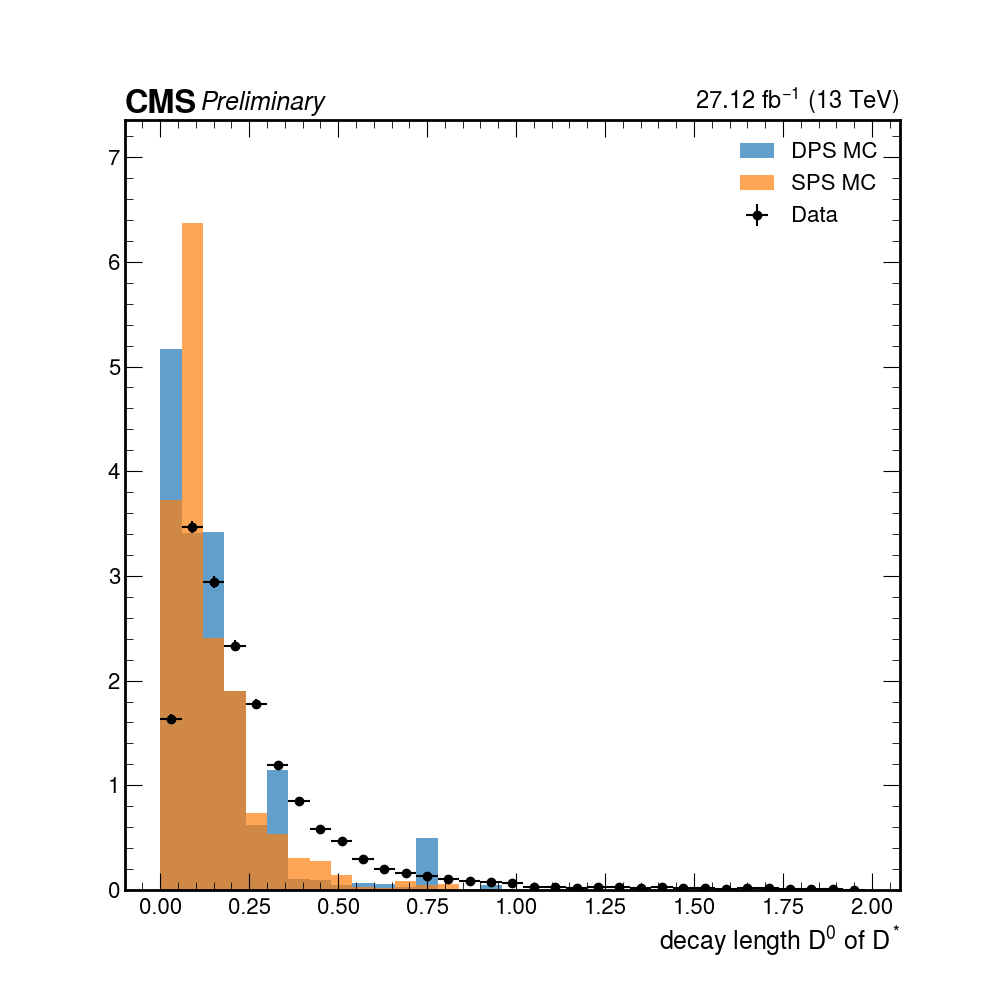 CMS Preliminary
27.12 fb⁻¹ (13 TeV)
DPS MC
SPS MC
Data
7
6
5
4
3
2
1
0
0.00 0.25 0.50 0.75 1.00 1.25 1.50 1.75 2.00
decay length D⁰ of D*